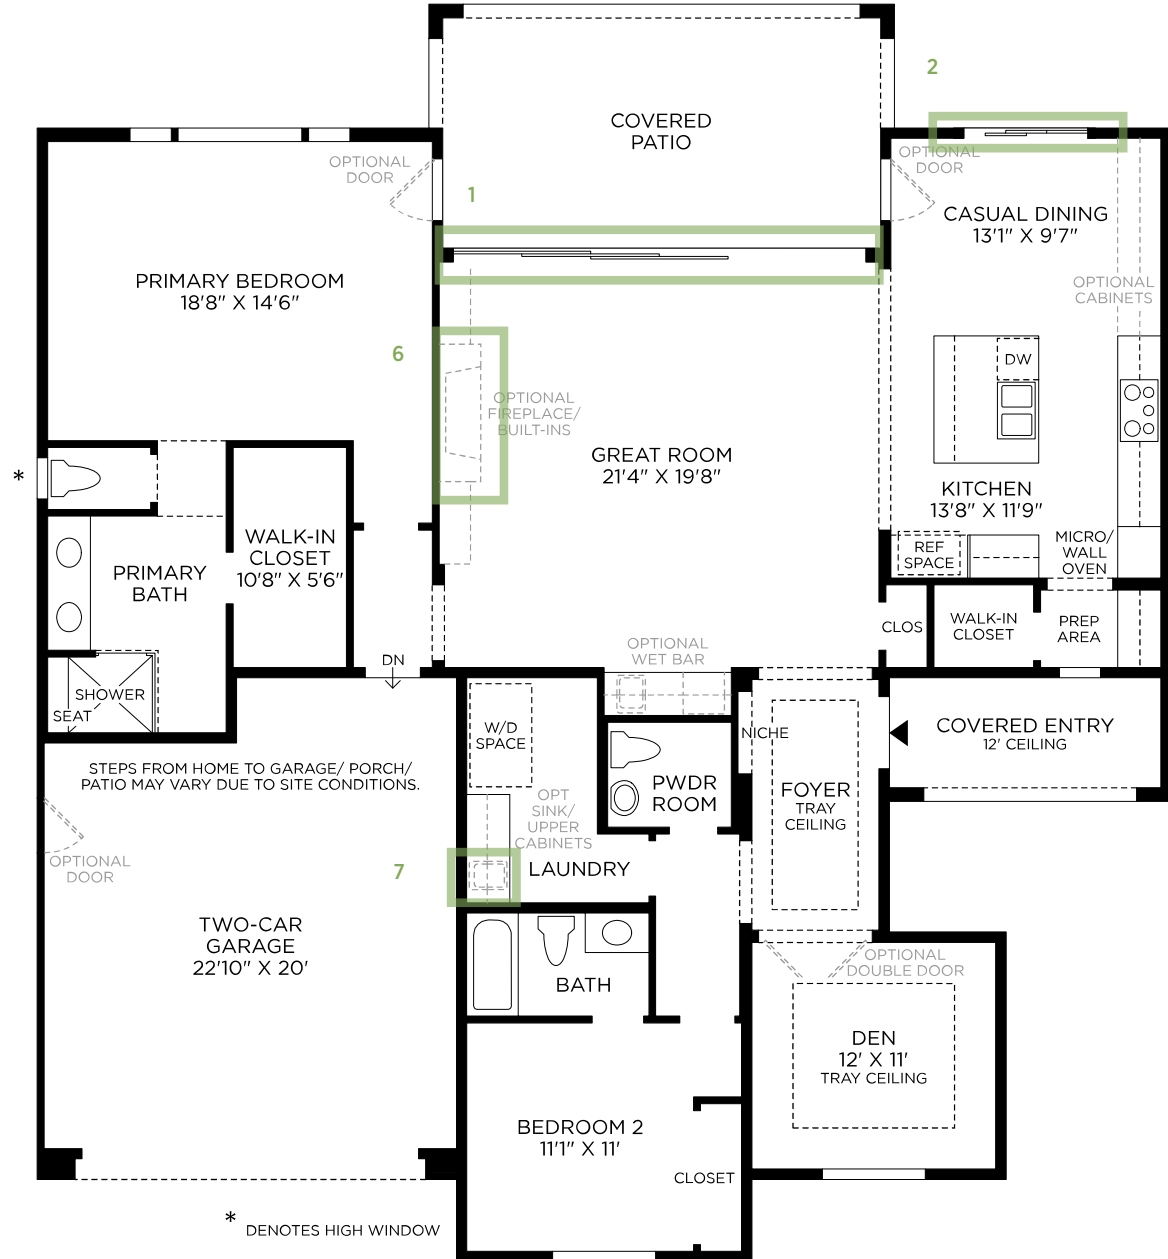 COVERED
PATIO
2
OPTIONAL
DOOR
OPTIONAL
DOOR
1
CASUAL DINING
13'1" X 9'7"
PRIMARY BEDROOM
18'8" X 14'6"
OPTIONAL
CABINETS
6
DW
OPTIONAL
FIREPLACE/
BUILT-INS
GREAT ROOM
21'4" X 19'8"
*
KITCHEN
13'8" X 11'9"
WALK-IN
CLOSET
10'8" X 5'6"
PRIMARY
BATH
REF
SPACE
MICRO/
WALL
OVEN
CLOS
WALK-IN
CLOSET
PREP
AREA
OPTIONAL
WET BAR
DN
SHOWER
SEAT
W/D
SPACE
NICHE
COVERED ENTRY
12' CEILING
STEPS FROM HOME TO GARAGE/ PORCH/
PATIO MAY VARY DUE TO SITE CONDITIONS.
PWDR
ROOM
FOYER
TRAY
CEILING
OPT
SINK/
UPPER
CABINETS
OPTIONAL
DOOR
7
LAUNDRY
TWO-CAR
GARAGE
22'10" X 20'
BATH
OPTIONAL
DOUBLE DOOR
DEN
12' X 11'
TRAY CEILING
BEDROOM 2
11'1" X 11'
CLOSET
* DENOTES HIGH WINDOW